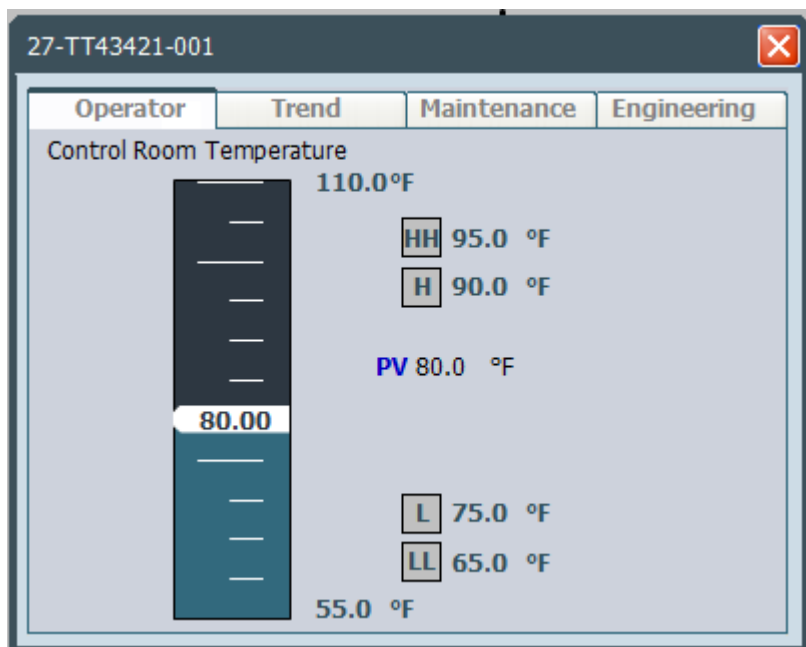 27-TT43421-001
Operator Trend Maintenance Engineering
Control Room Temperature
110.0°F
HH 95.0 °F
H 90.0 °F
PV 80.0 °F
80.00
L 75.0 °F
LL 65.0 °F
55.0 °F